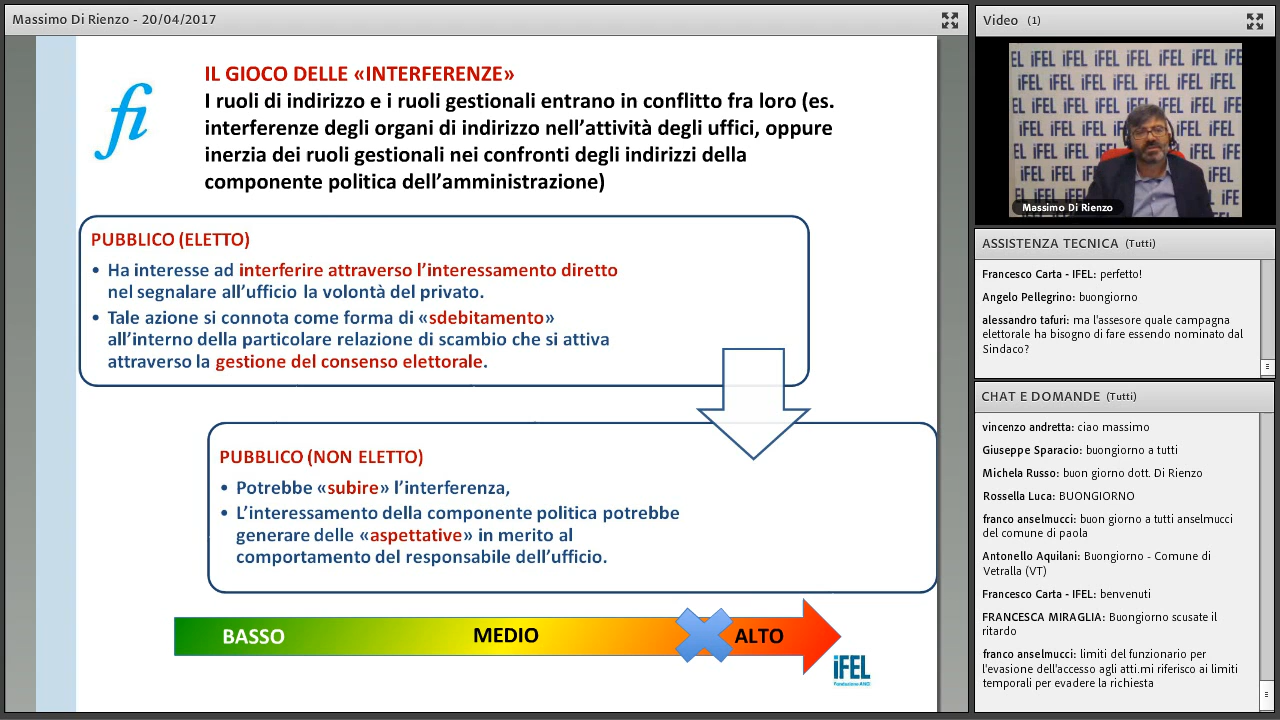 Massimo Di Rienzo - 20/04/2017
fi
IL GIOCO DELLE «INTERFERENZE»
I ruoli di indirizzo e i ruoli gestionali entrano in conflitto fra loro (es.
interferenze degli organi di indirizzo nell'attività degli uffici, oppure
inerzia dei ruoli gestionali nei confronti degli indirizzi della
componente politica dell'amministrazione)
PUBBLICO (ELETTO)
• Ha interesse ad interferire attraverso l'interessamento diretto
nel segnalare all'ufficio la volontà del privato.
• Tale azione si connota come forma di «sdebitamento»
all'interno della particolare relazione di scambio che si attiva
attraverso la gestione del consenso elettorale.
PUBBLICO (NON ELETTO)
• Potrebbe «subire» l'interferenza,
• L'interessamento della componente politica potrebbe
generare delle «aspettative» in merito al
comportamento del responsabile dell'ufficio.
BASSO MEDIO ALTO
iFEL
Fondazione ANCI
Video (1)
iFEL iFEL iFEL iFEL
Massimo Di Rienzo
ASSISTENZA TECNICA (Tutti)
Francesco Carta - IFEL: perfetto!
Angelo Pellegrino: buongiorno
alessandro tafuri: ma l'assesore quale campagna
elettorale ha bisogno di fare essendo nominato dal
Sindaco?
CHAT E DOMANDE (Tutti)
vincenzo andretta: ciao massimo
Giuseppe Sparacio: buongiorno a tutti
Michela Russo: buon giorno dott. Di Rienzo
Rossella Luca: BUONGIORNO
franco anselmucci: buon giorno a tutti anselmucci
del comune di paola
Antonello Aquilani: Buongiorno - Comune di
Vetralla (VT)
Francesco Carta - IFEL: benvenuti
FRANCESCA MIRAGLIA: Buongiorno scusate il
ritardo
franco anselmucci: limiti del funzionario per
l'evasione dell'accesso agli atti.mi riferisco ai limiti
temporali per evadere la richiesta